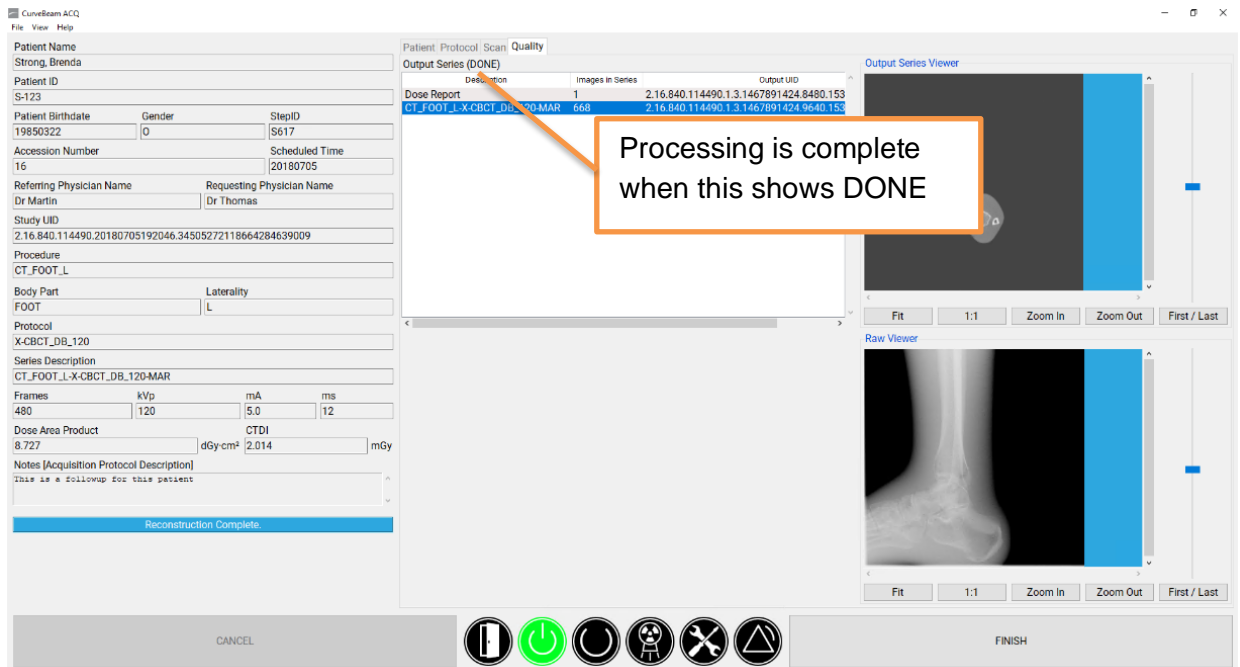 CurveBeam ACQ
File View Help
Patient Name
Strong, Brenda
Patient ID
S-123
Patient Birthdate Gender StepID
19850322 O S617
Accession Number Scheduled Time
16 20180705
Referring Physician Name Requesting Physician Name
Dr Martin Dr Thomas
Study UID
2.16.840.114490.20180705192046.34505272118664284639009
Procedure
CT_FOOT_L
Body Part Laterality
FOOT L
Protocol
X-CBCT_DB_120
Series Description
CT_FOOT_L-X-CBCT_DB_120-MAR
Frames kVp mA ms
480 120 5.0 12
Dose Area Product CTDI
8.727 dGy·cm² 2.014 mGy
Notes [Acquisition Protocol Description]
This is a followup for this patient
Reconstruction Complete.
Patient Protocol Scan Quality
Output Series (DONE)
Images in Series Output UID
Dose Report 1 2.16.840.114490.1.3.1467891424.8480.153
CT_FOOT_L-X-CBCT_DB_120-MAR 668 2.16.840.114490.1.3.1467891424.9640.153
Processing is complete
when this shows DONE
Output Series Viewer
Fit 1:1 Zoom In Zoom Out First / Last
Raw Viewer
Fit 1:1 Zoom In Zoom Out First / Last
CANCEL FINISH